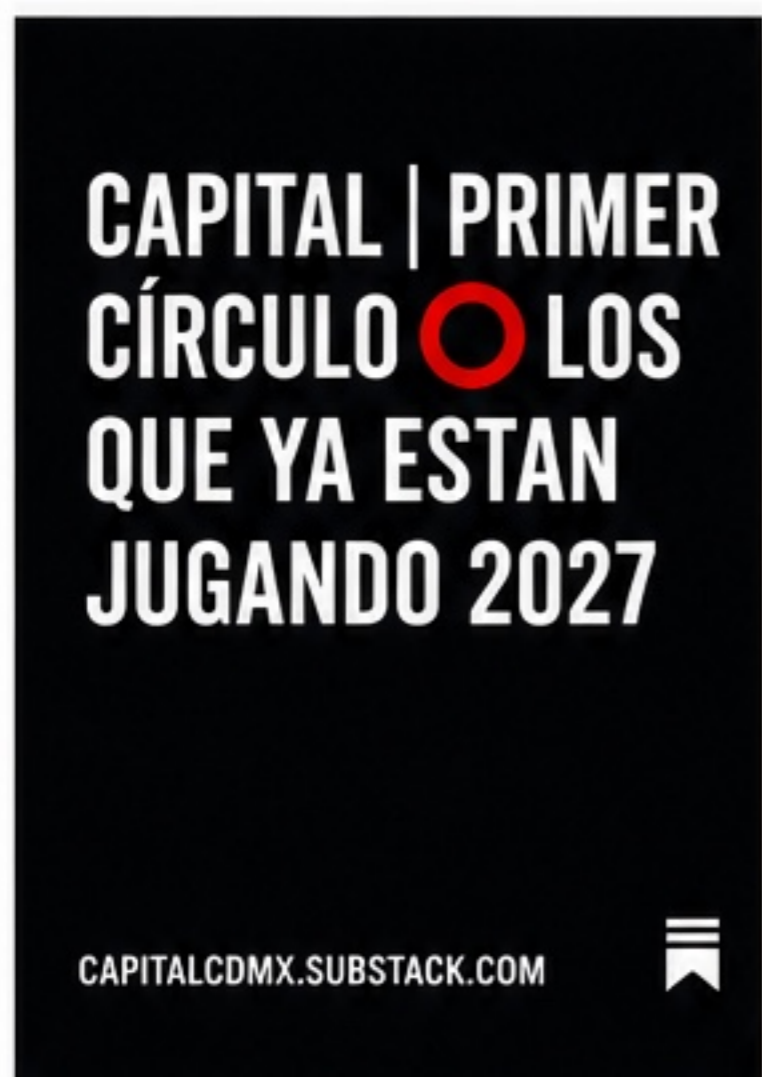 CAPITAL | PRIMER
CÍRCULO LOS
QUE YA ESTAN
JUGANDO 2027
CAPITALCDMX.SUBSTACK.COM